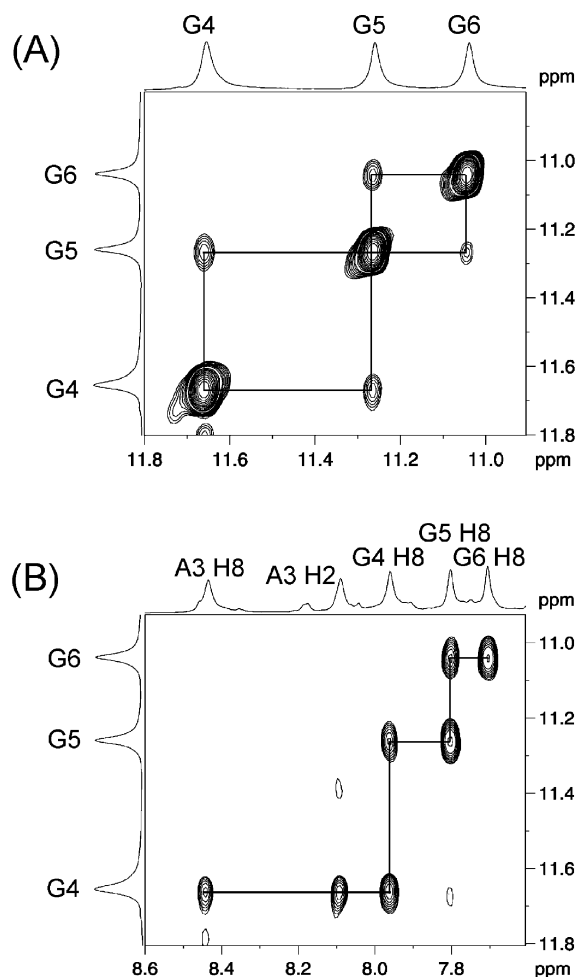 (A)
G4 G5 G6
ppm
G6
G5
G4
11.0
11.2
11.4
11.6
11.8
11.8 11.6 11.4 11.2 11.0 ppm
(B)
A3 H8 A3 H2 G4 H8 G5 H8 G6 H8
ppm
G6
G5
G4
11.0
11.2
11.4
11.6
11.8
8.6 8.4 8.2 8.0 7.8 ppm